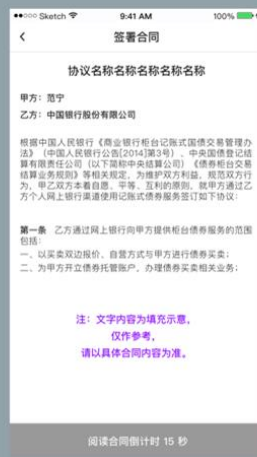 Sketch 9:41 AM 100%
签署合同
协议名称名称名称名称名称
甲方：范宁
乙方：中国银行股份有限公司
根据中国人民银行《商业银行柜台记账式国债交易管理办
法》（中国人民银行公告[2014]第3号）、中央国债登记结
算有限责任公司（以下简称中央结算公司）《债券柜台交易
结算业务规则》等相关规定，为维护双方利益，规范双方行
为，甲乙双方本着自愿、平等、互利的原则，就甲方通过乙
方个人网上银行渠道使用记账式债券服务签订如下协议：
第一条 乙方通过网上银行向甲方提供柜台债券服务的范围
包括：
一、以买卖双边报价、自营方式与甲方进行债券买卖；
二、为甲方开立债券托管账户，办理债券买卖相关业务；
注：文字内容为填充示意，
仅作参考，
请以具体合同内容为准。
阅读合同倒计时 15 秒